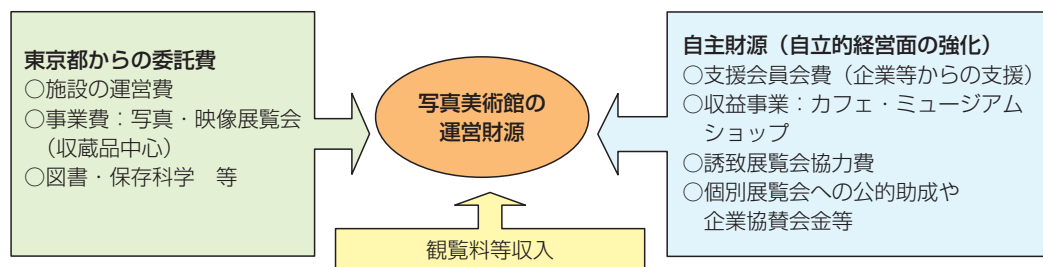 東京都からの委託費
○施設の運営費
○事業費：写真・映像展覧会
（収蔵品中心）
○図書・保存科学　等
写真美術館の
運営財源
自主財源（自立的経営面の強化）
○支援会員会費（企業等からの支援）
○収益事業：カフェ・ミュージアム
ショップ
○誘致展覧会協力費
○個別展覧会への公的助成や
企業協賛会金等
観覧料等収入